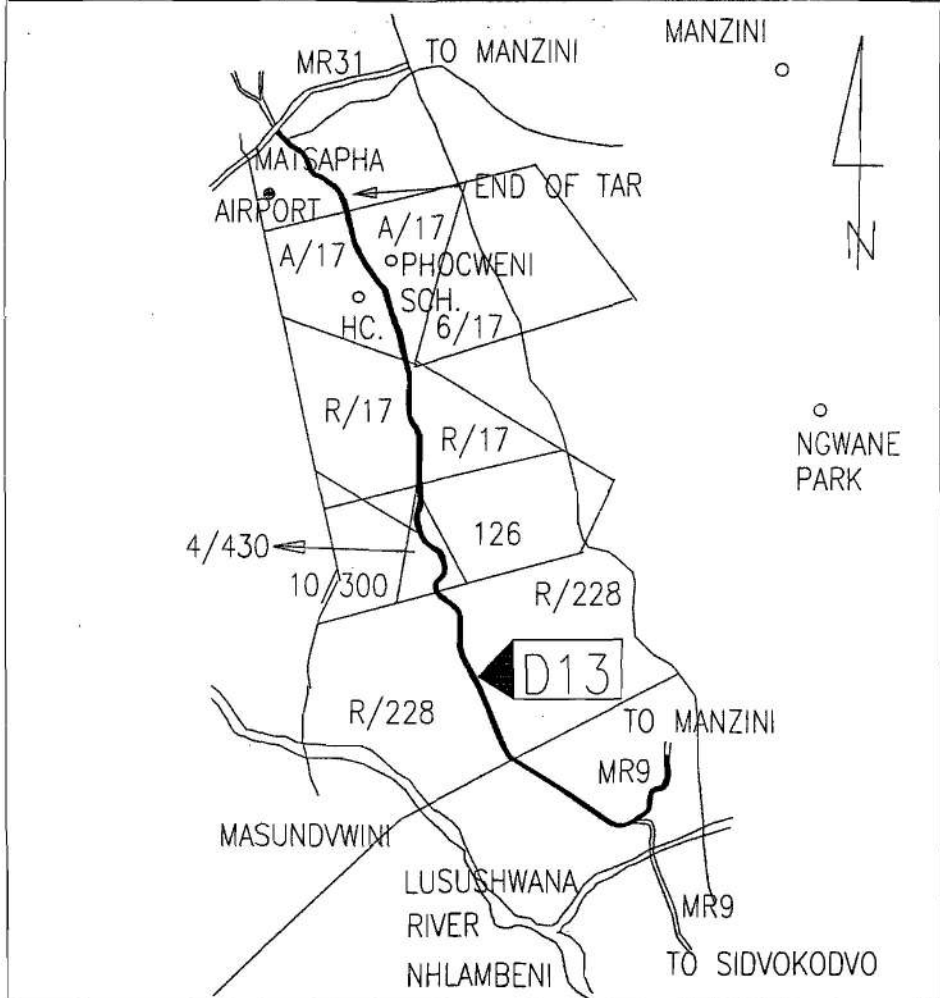 MANZINI
TO MANZINI
MR31
MATSAPHA
END OF TAR
AIRPORT
A/17
A/17
PHOCWENI
SCH.
HC.
6/17
N
R/17
R/17
NGWANE
PARK
126
4/430
10/300
R/228
D13
R/228
TO MANZINI
MR9
MASUNDVWINI
LUSUSHWANA
RIVER
NHLAMBENI
MR9
TO SIDVOKODVO